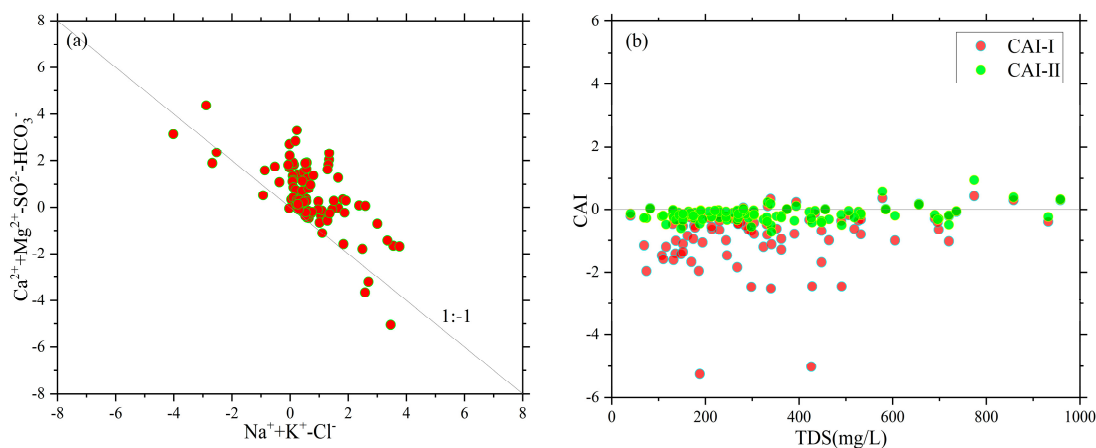 (a)
8
6
4
2
0
-2
-4
-6
-8
Ca²⁺+Mg²⁺-SO²⁻-HCO₃⁻
1:-1
-8 -6 -4 -2 0 2 4 6 8
Na⁺+K⁺-Cl⁻
(b)
CAI-I
CAI-II
6
4
2
0
-2
-4
-6
CAI
0 200 400 600 800 1000
TDS(mg/L)